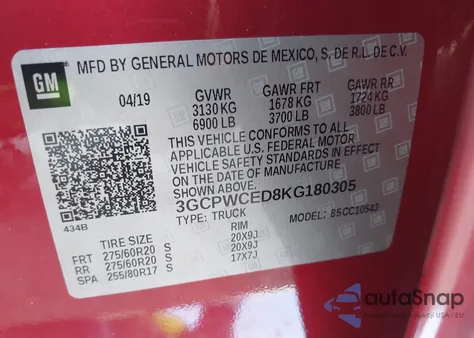 GM
MFD BY GENERAL MOTORS DE MEXICO, S. DE R.L. DE C.V.
04/19
GVWR GAWR FRT GAWR RR
3130 KG 1678 KG 1724 KG
6900 LB 3700 LB 3800 LB
THIS VEHICLE CONFORMS TO ALL
APPLICABLE U.S. FEDERAL MOTOR
VEHICLE SAFETY STANDARDS IN
EFFECT ON THE DATE OF
MANUFACTURE SHOWN ABOVE.
3GCPWCED8KG180305
TYPE: TRUCK MODEL: 85CC10543
434B
TIRE SIZE RIM
FRT 275/60R20 S 20X9J
RR 275/60R20 S 20X9J
SPA 255/80R17 S 17X7J
autoSnap